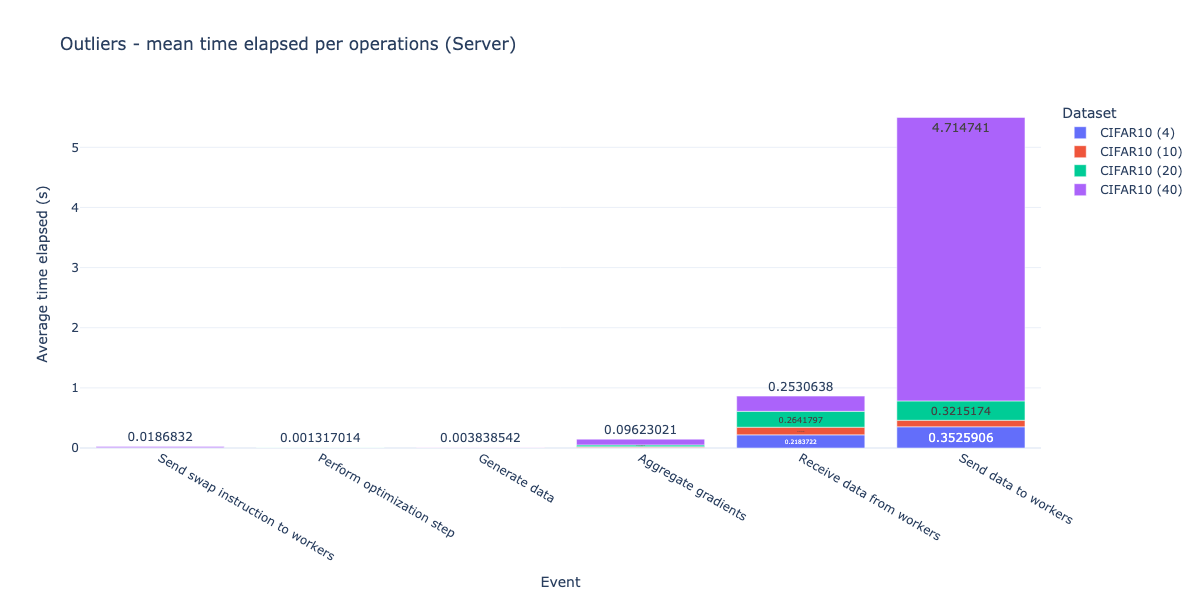 Outliers - mean time elapsed per operations (Server)
Dataset
CIFAR10 (4)
CIFAR10 (10)
CIFAR10 (20)
CIFAR10 (40)
Average time elapsed (s)
5
4
3
2
1
0
0.0186832
0.001317014
0.003838542
0.09623021
0.2530638
0.2641797
0.2183722
4.714741
0.3215174
0.3525906
Send swap instruction to workers
Perform optimization step
Generate data
Aggregate gradients
Receive data from workers
Send data to workers
Event